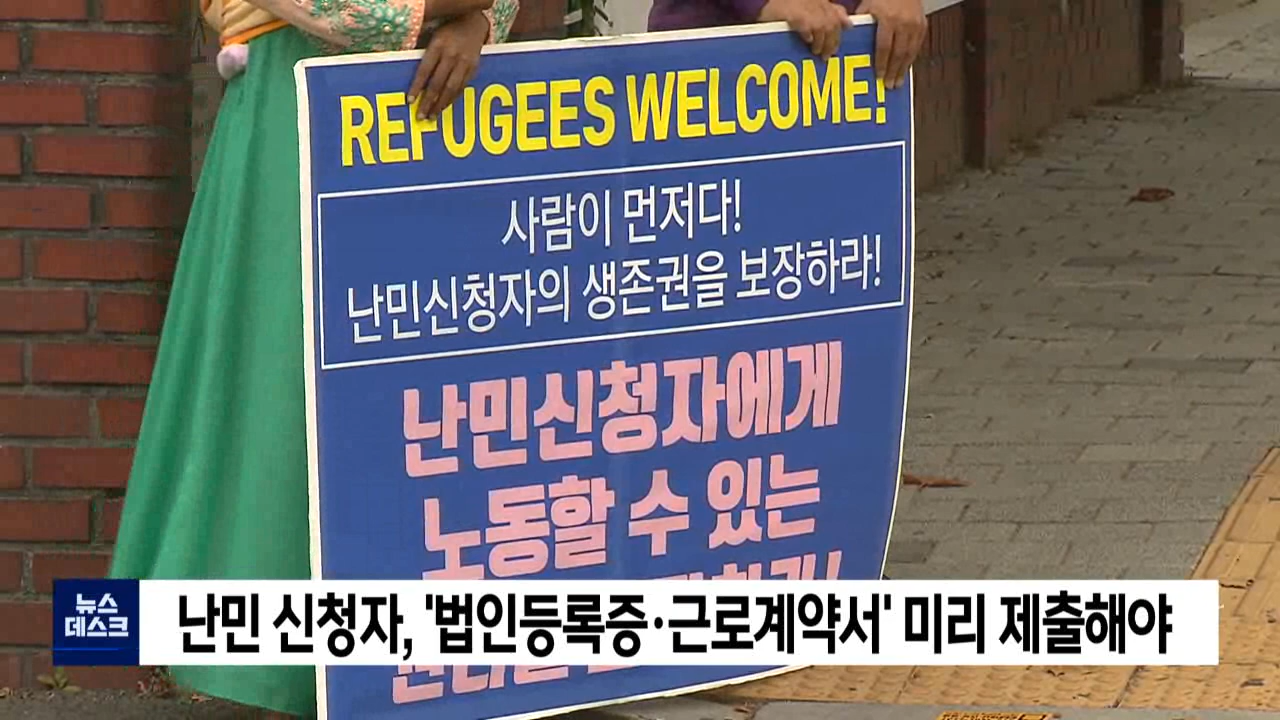 REFUGEES WELCOME!
사람이 먼저다!
난민신청자의 생존권을 보장하라!
난민신청자에게
노동할 수 있는
뉴스
데스크
난민 신청자, '법인등록증·근로계약서' 미리 제출해야